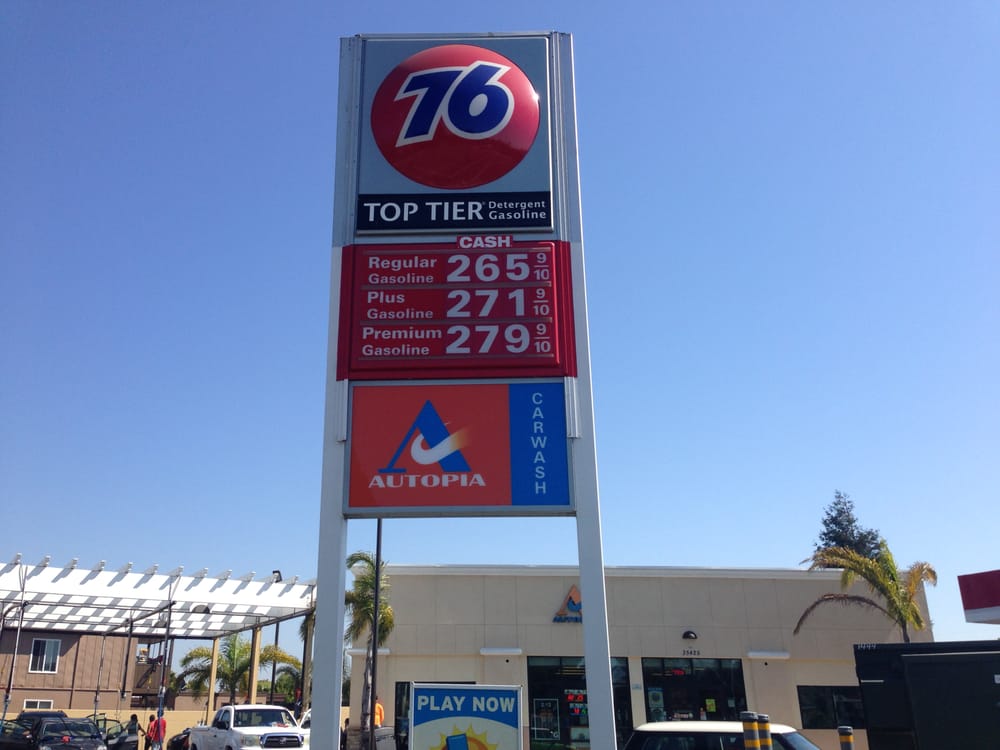 76
TOP TIER Detergent Gasoline
CASH
Regular Gasoline 265 9/10
Plus Gasoline 271 9/10
Premium Gasoline 279 9/10
AUTOPIA
CARWASH
35425
PLAY NOW